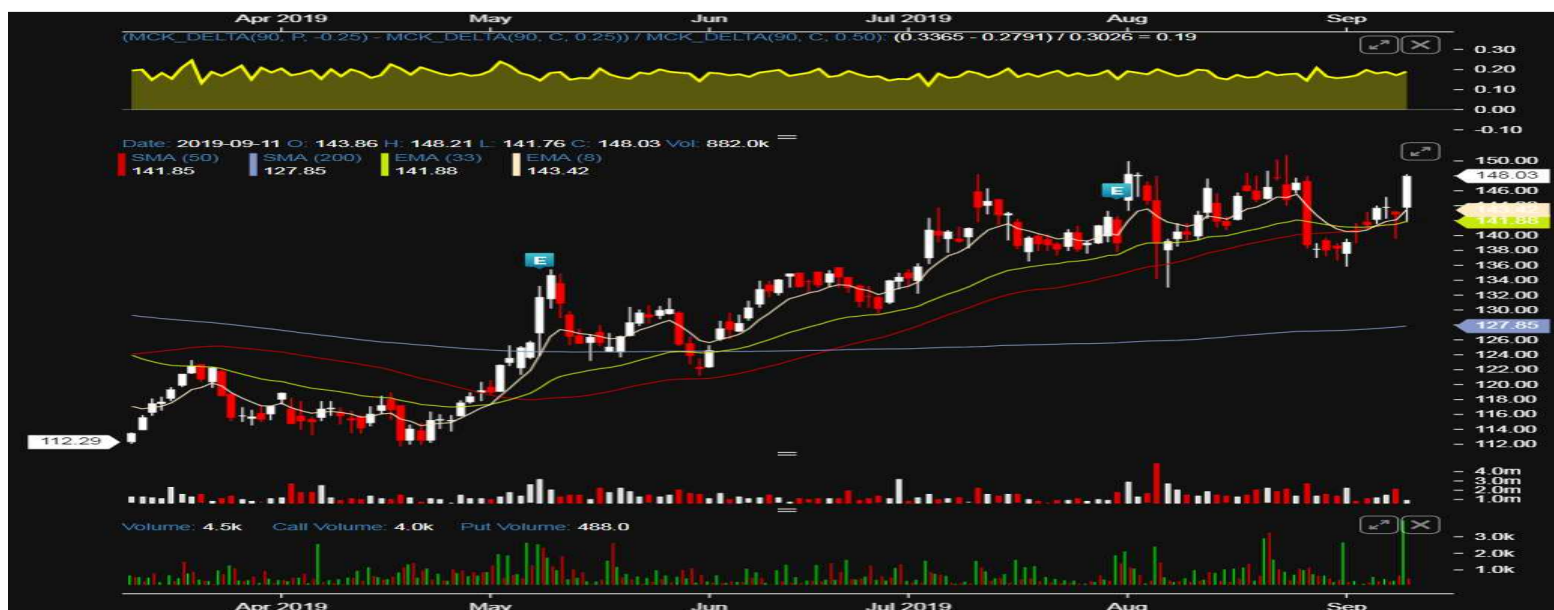 Apr 2019 May Jun Jul 2019 Aug Sep
(MCK_DELTA(90, P, -0.25) - MCK_DELTA(90, C, 0.25)) / MCK_DELTA(90, C, 0.50): (0.3365 - 0.2791) / 0.3026 = 0.19
0.30
0.20
0.10
0.00
-0.10
Date: 2019-09-11 O: 143.86 H: 148.21 L: 141.76 C: 148.03 Vol: 882.0k
SMA (50) SMA (200) EMA (33) EMA (8)
141.85 127.85 141.88 143.42
150.00
148.03
146.00
141.88
140.00
138.00
136.00
134.00
132.00
130.00
127.85
126.00
124.00
122.00
120.00
118.00
116.00
114.00
112.00
112.29
E
E
4.0m
3.0m
2.0m
1.0m
Volume: 4.5k Call Volume: 4.0k Put Volume: 488.0
3.0k
2.0k
1.0k
Apr 2019 May Jun Jul 2019 Aug Sep